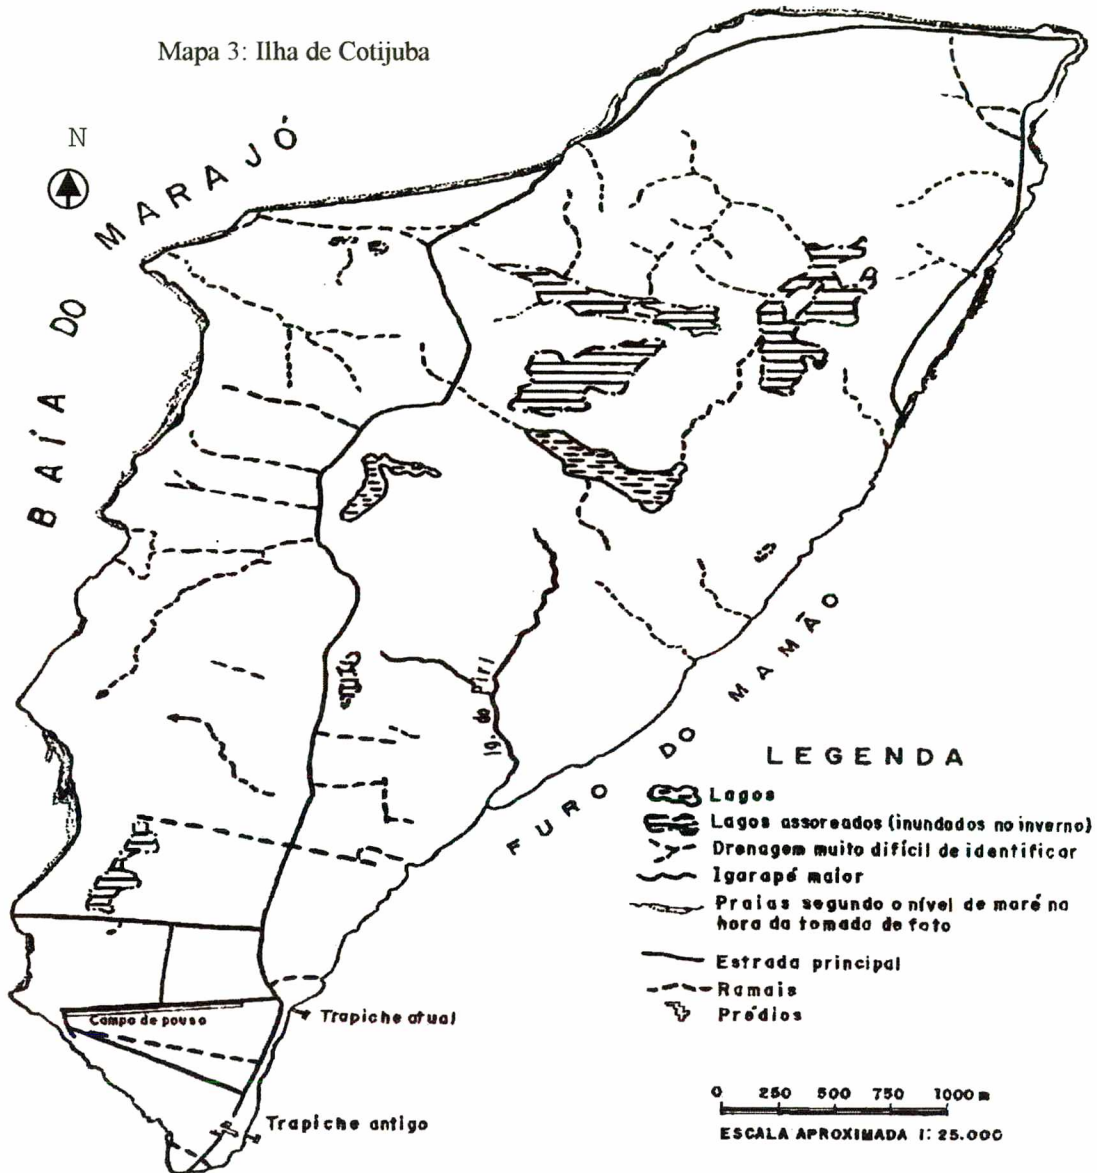 Mapa 3: Ilha de Cotijuba
N
BAÍA DO MARAJÓ
Ig. do Piri
FURO DO MAMÃO
LEGENDA
Lagos
Lagos assoreados (inundados no inverno)
Drenagem muito difícil de identificar
Igarapé maior
Praias segundo o nível de maré na
hora da tomada de foto
Estrada principal
Ramais
Prédios
Campo de pouso
Trapiche atual
Trapiche antigo
0 250 500 750 1000 m
ESCALA APROXIMADA 1: 25.000